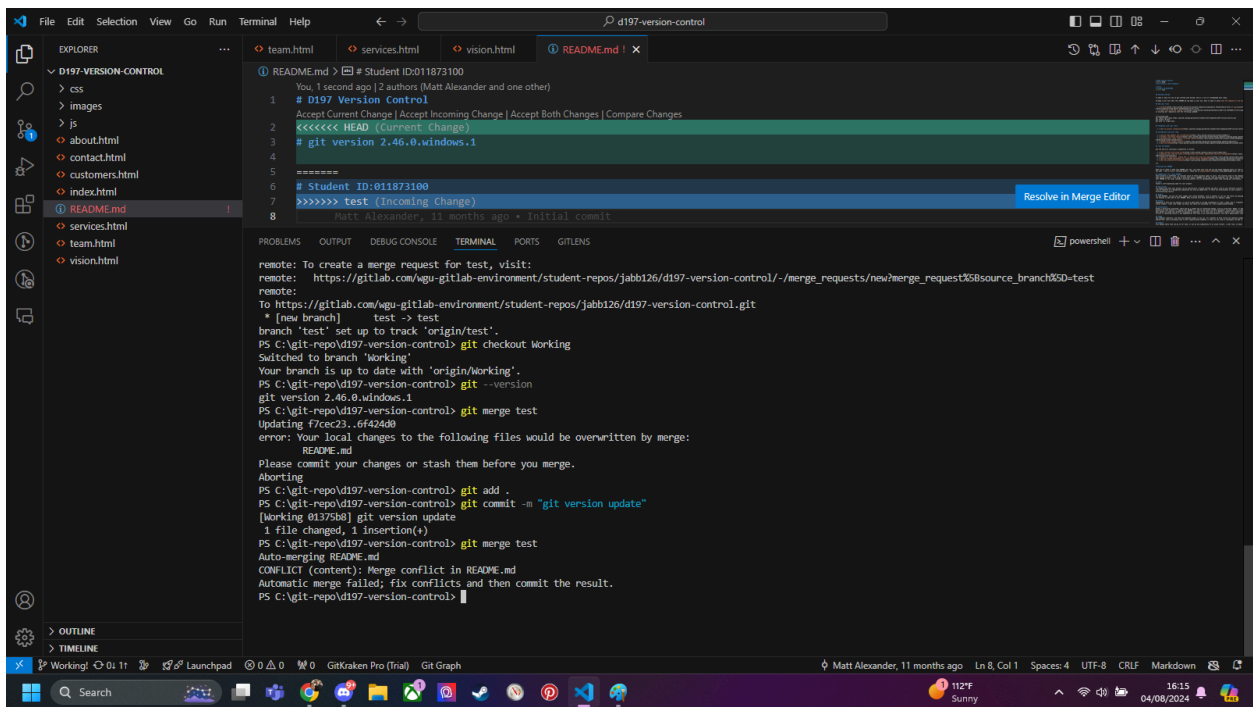 File Edit Selection View Go Run Terminal Help
d197-version-control
EXPLORER
team.html services.html vision.html README.md !
D197-VERSION-CONTROL
css
images
js
about.html
contact.html
customers.html
index.html
README.md !
services.html
team.html
vision.html
OUTLINE
TIMELINE
README.md > # Student ID:011873100
You, 1 second ago | 2 authors (Matt Alexander and one other)
1 # D197 Version Control
Accept Current Change | Accept Incoming Change | Accept Both Changes | Compare Changes
2 <<<<<<< HEAD (Current Change)
3 # git version 2.46.0.windows.1
4
5 =======
6 # Student ID:011873100
7 >>>>>>> test (Incoming Change)
8 Matt Alexander, 11 months ago • Initial commit
Resolve in Merge Editor
PROBLEMS OUTPUT DEBUG CONSOLE TERMINAL PORTS GITLENS
powershell
remote: To create a merge request for test, visit:
remote:   https://gitlab.com/wgu-gitlab-environment/student-repos/jabb126/d197-version-control/-/merge_requests/new?merge_request%5Bsource_branch%5D=test
remote:
To https://gitlab.com/wgu-gitlab-environment/student-repos/jabb126/d197-version-control.git
 * [new branch]      test -> test
branch 'test' set up to track 'origin/test'.
PS C:\git-repo\d197-version-control> git checkout Working
Switched to branch 'Working'
Your branch is up to date with 'origin/Working'.
PS C:\git-repo\d197-version-control> git --version
git version 2.46.0.windows.1
PS C:\git-repo\d197-version-control> git merge test
Updating f7cec23..6f424d0
error: Your local changes to the following files would be overwritten by merge:
        README.md
Please commit your changes or stash them before you merge.
Aborting
PS C:\git-repo\d197-version-control> git add .
PS C:\git-repo\d197-version-control> git commit -m "git version update"
[Working 01375b8] git version update
 1 file changed, 1 insertion(+)
PS C:\git-repo\d197-version-control> git merge test
Auto-merging README.md
CONFLICT (content): Merge conflict in README.md
Automatic merge failed; fix conflicts and then commit the result.
PS C:\git-repo\d197-version-control>
Working! 0↓ 1↑ Launchpad 0 0 0 GitKraken Pro (Trial) Git Graph Matt Alexander, 11 months ago Ln 8, Col 1 Spaces: 4 UTF-8 CRLF Markdown
Search
112°F
Sunny
16:15
04/08/2024